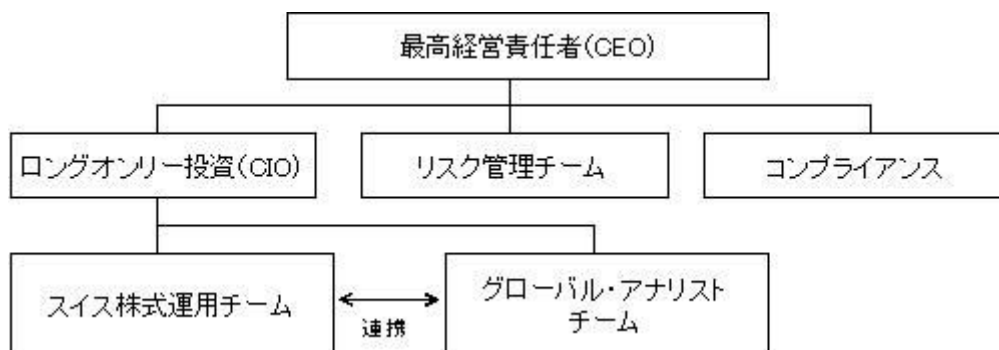 最高経営責任者(CEO)
ロングオンリー投資(CIO)
リスク管理チーム
コンプライアンス
スイス株式運用チーム
連携
グローバル・アナリスト
チーム